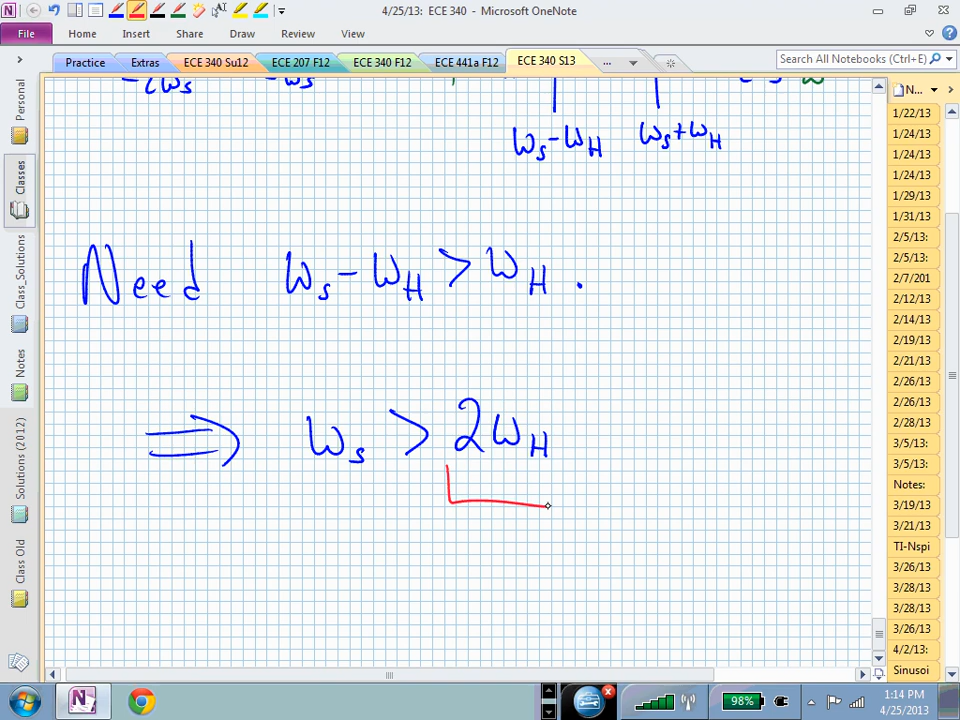 4/25/13: ECE 340 - Microsoft OneNote
File Home Insert Share Draw Review View
Practice Extras ECE 340 Su12 ECE 207 F12 ECE 340 F12 ECE 441a F12 ECE 340 S13 ...
Search All Notebooks (Ctrl+E)
Personal
Classes
Class_Solutions
Notes
Solutions (2012)
Class Old
-2ωs -ωs ω
ωs-ωH ωs+ωH
Need ωs-ωH > ωH.
⇒ ωs > 2ωH
N...
1/22/13
1/24/13
1/24/13
1/24/13
1/29/13
1/31/13
2/5/13:
2/5/13:
2/7/201
2/12/13
2/14/13
2/19/13
2/21/13
2/26/13
2/26/13
2/28/13
3/5/13:
3/5/13:
Notes:
3/19/13
3/21/13
TI-Nspi
3/26/13
3/28/13
3/28/13
3/26/13
4/2/13:
Sinusoi
98%
1:14 PM
4/25/2013